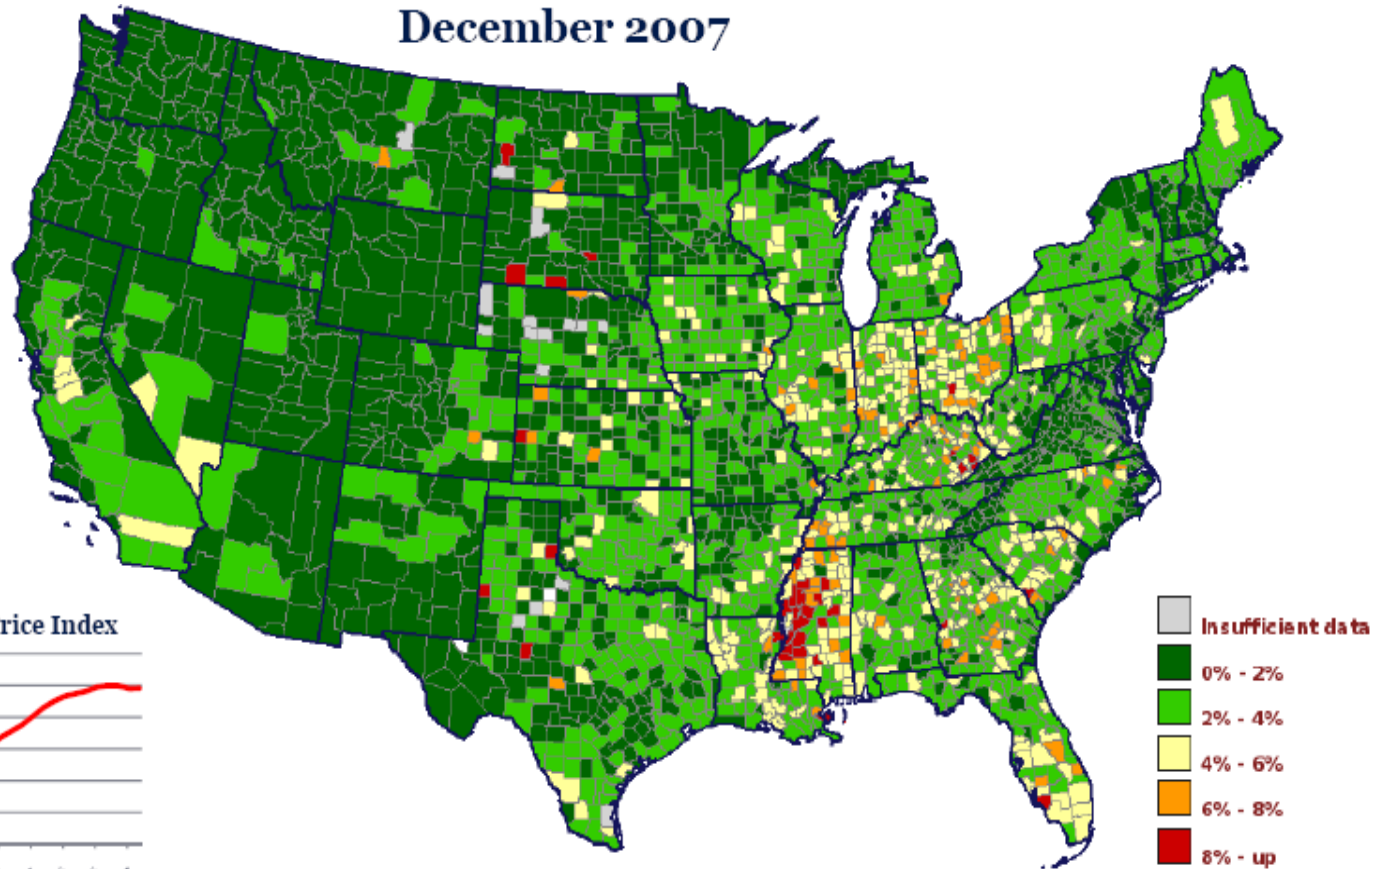 December 2007
rice Index
Insufficient data
0% - 2%
2% - 4%
4% - 6%
6% - 8%
8% - up